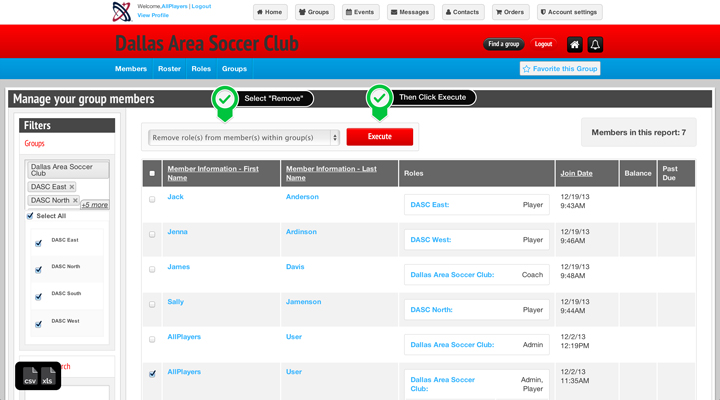 Welcome,AllPlayers | Logout
View Profile
Home
Groups
Events
Messages
Contacts
Orders
Account settings
Dallas Area Soccer Club
Find a group
Logout
Members
Roster
Roles
Groups
Favorite this Group
Manage your group members
Select "Remove"
Then Click Execute
Filters
Groups
Dallas Area Soccer
Club
DASC East
DASC North
+5 more
Select All
DASC East
DASC North
DASC South
DASC West
Remove role(s) from member(s) within group(s)
Execute
Members in this report: 7
Member Information - First
Name
Member Information - Last
Name
Roles
Join Date
Balance
Past
Due
Jack
Anderson
DASC East:
Player
12/19/13
9:43AM
Jenna
Ardinson
DASC West:
Player
12/19/13
9:46AM
James
Davis
Dallas Area Soccer Club:
Coach
12/19/13
9:48AM
Sally
Jamenson
DASC North:
Player
12/19/13
9:44AM
AllPlayers
User
Dallas Area Soccer Club:
Admin
12/2/13
12:19PM
AllPlayers
User
Dallas Area Soccer
Club:
Admin,
Player
12/2/13
11:35AM
csv
xls